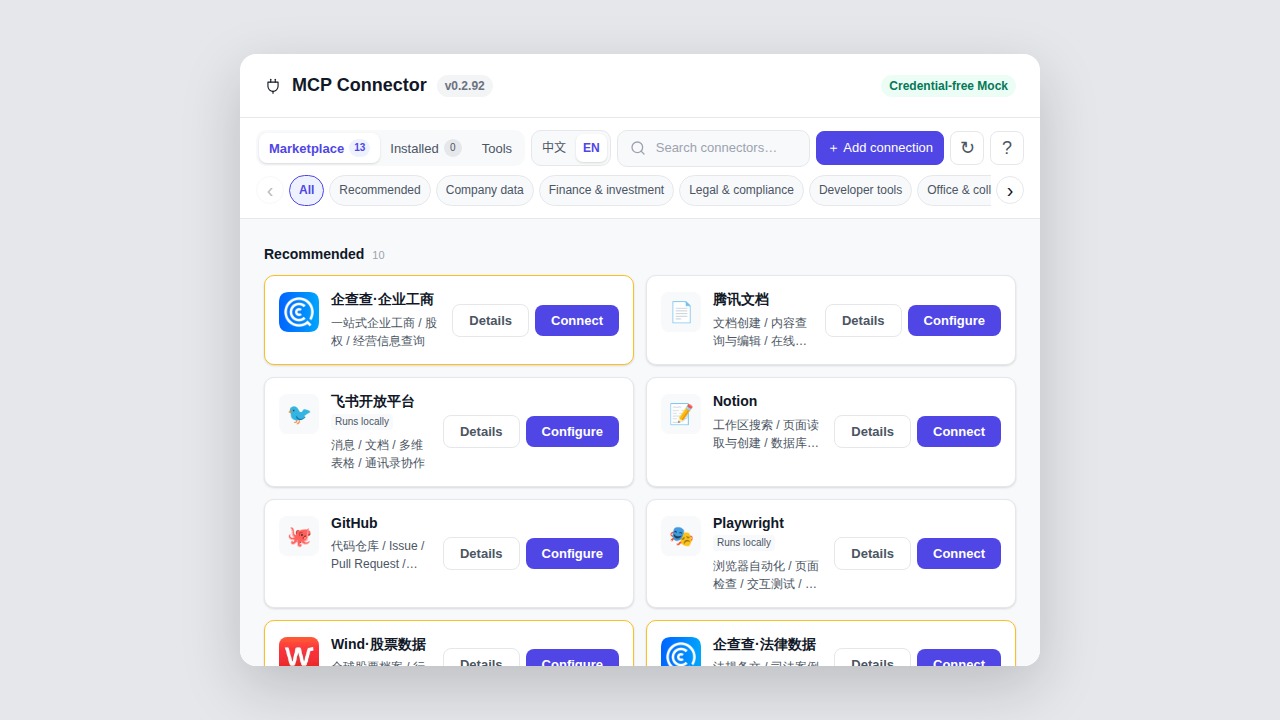 MCP Connector v0.2.92
Credential-free Mock
Marketplace 13 Installed 0 Tools
中文 EN
Search connectors…
+ Add connection
?
All Recommended Company data Finance & investment Legal & compliance Developer tools Office & coll
Recommended 10
企查查·企业工商
一站式企业工商 / 股
权 / 经营信息查询
Details Connect
腾讯文档
文档创建 / 内容查
询与编辑 / 在线…
Details Configure
飞书开放平台
Runs locally
消息 / 文档 / 多维
表格 / 通讯录协作
Details Configure
Notion
工作区搜索 / 页面读
取与创建 / 数据库…
Details Connect
GitHub
代码仓库 / Issue /
Pull Request /…
Details Configure
Playwright
Runs locally
浏览器自动化 / 页面
检查 / 交互测试 / …
Details Connect
Wind·股票数据
Details Configure
企查查·法律数据
Details Connect